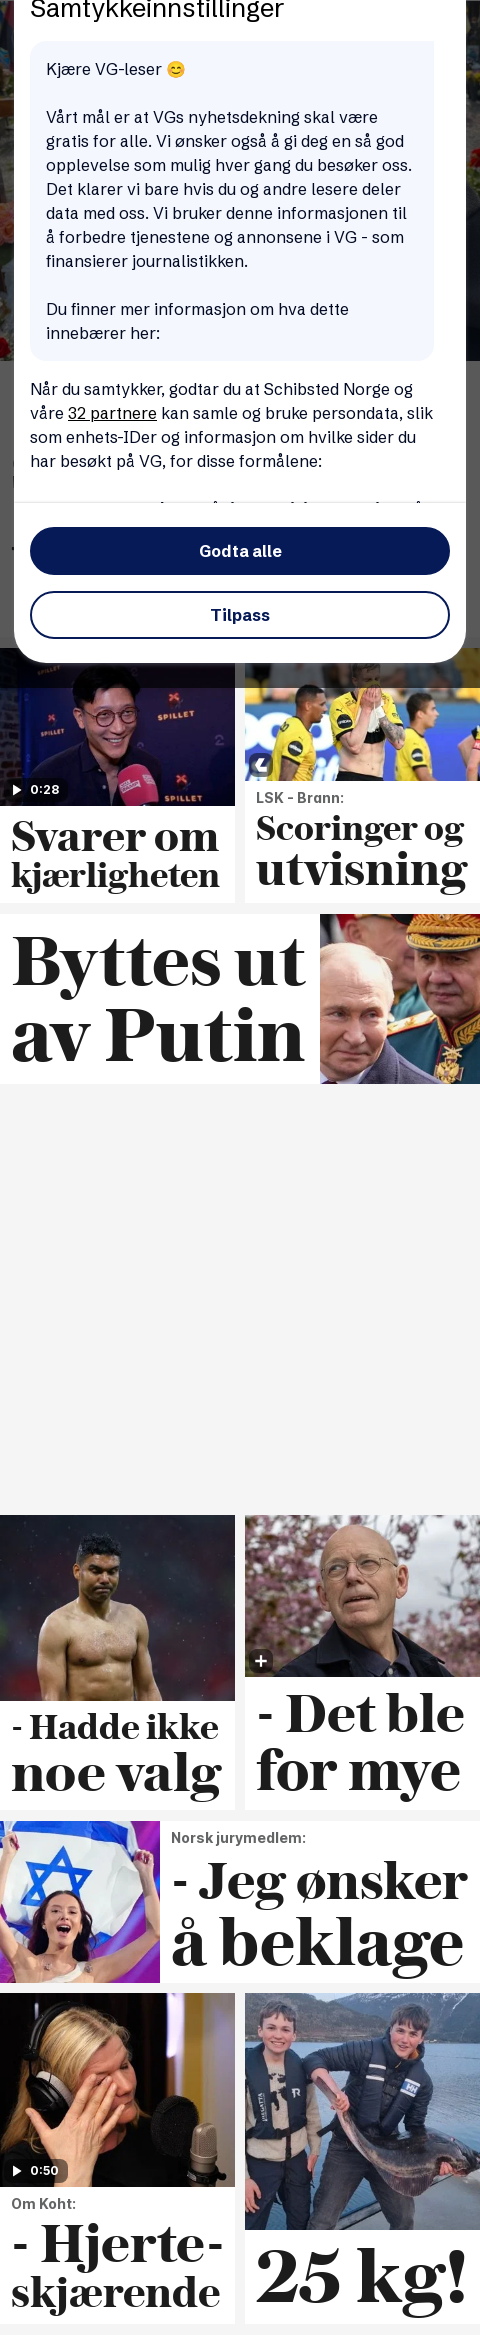 Samtykkeinnstillinger
Kjære VG-leser 😊
Vårt mål er at VGs nyhetsdekning skal være
gratis for alle. Vi ønsker også å gi deg en så god
opplevelse som mulig hver gang du besøker oss.
Det klarer vi bare hvis du og andre lesere deler
data med oss. Vi bruker denne informasjonen til
å forbedre tjenestene og annonsene i VG - som
finansierer journalistikken.
Du finner mer informasjon om hva dette
innebærer her:
Når du samtykker, godtar du at Schibsted Norge og
våre 32 partnere kan samle og bruke persondata, slik
som enhets-IDer og informasjon om hvilke sider du
har besøkt på VG, for disse formålene:
Godta alle
Tilpass
SPILLET
SPILLET
SPILLET
0:28
Svarer om
kjærligheten
LSK - Brann:
Scoringer og
utvisning
Byttes ut
av Putin
- Hadde ikke
noe valg
- Det ble
for mye
Norsk jurymedlem:
- Jeg ønsker
å beklage
0:50
Om Koht:
- Hjerte-
skjærende
REGATTA
HH
25 kg!